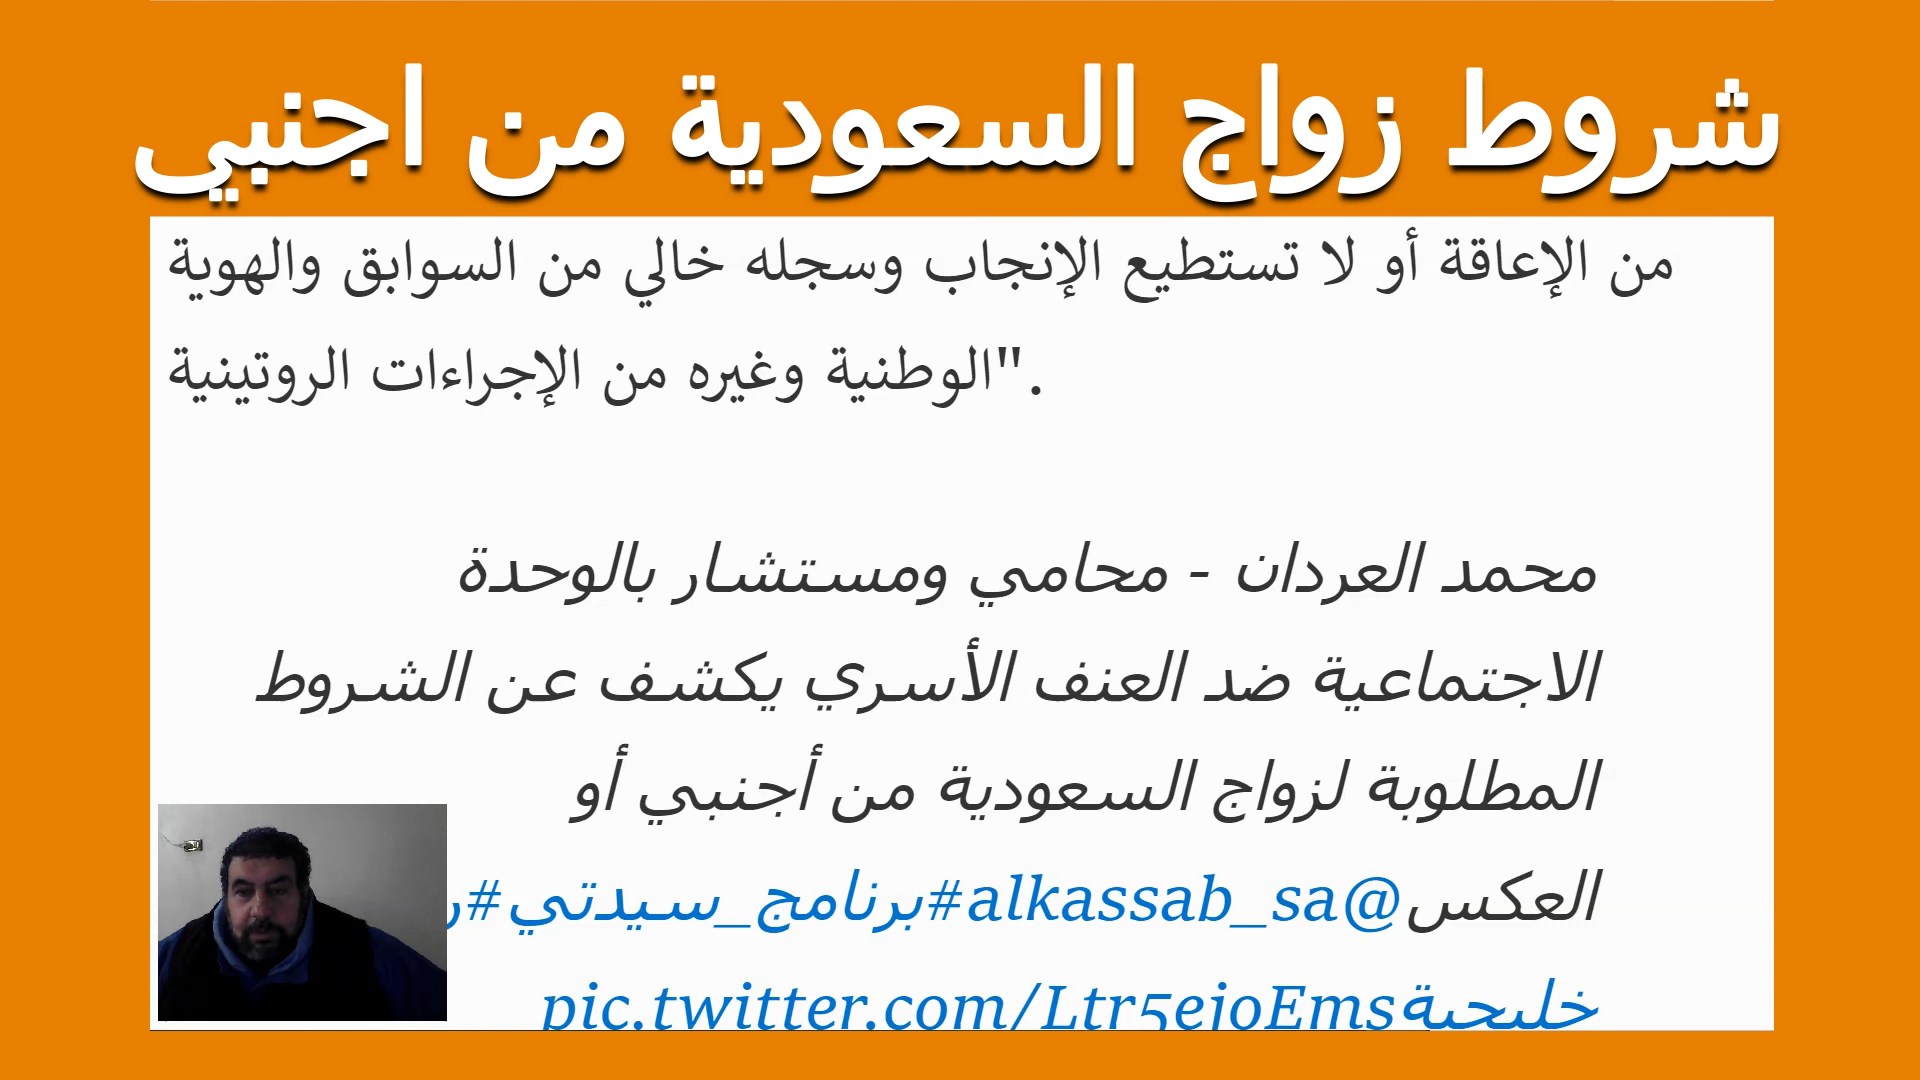 شروط زواج السعودية من اجنبي
من الإعاقة أو لا تستطيع الإنجاب وسجله خالي من السوابق والهوية
الوطنية وغيره من الإجراءات الروتينية".
محمد العردان - محامي ومستشار بالوحدة
الاجتماعية ضد العنف الأسري يكشف عن الشروط
المطلوبة لزواج السعودية من أجنبي أو
العكس@alkassab_sa#برنامج_سيدتي#
خليجيةpic.twitter.com/Ltr5ejoEms